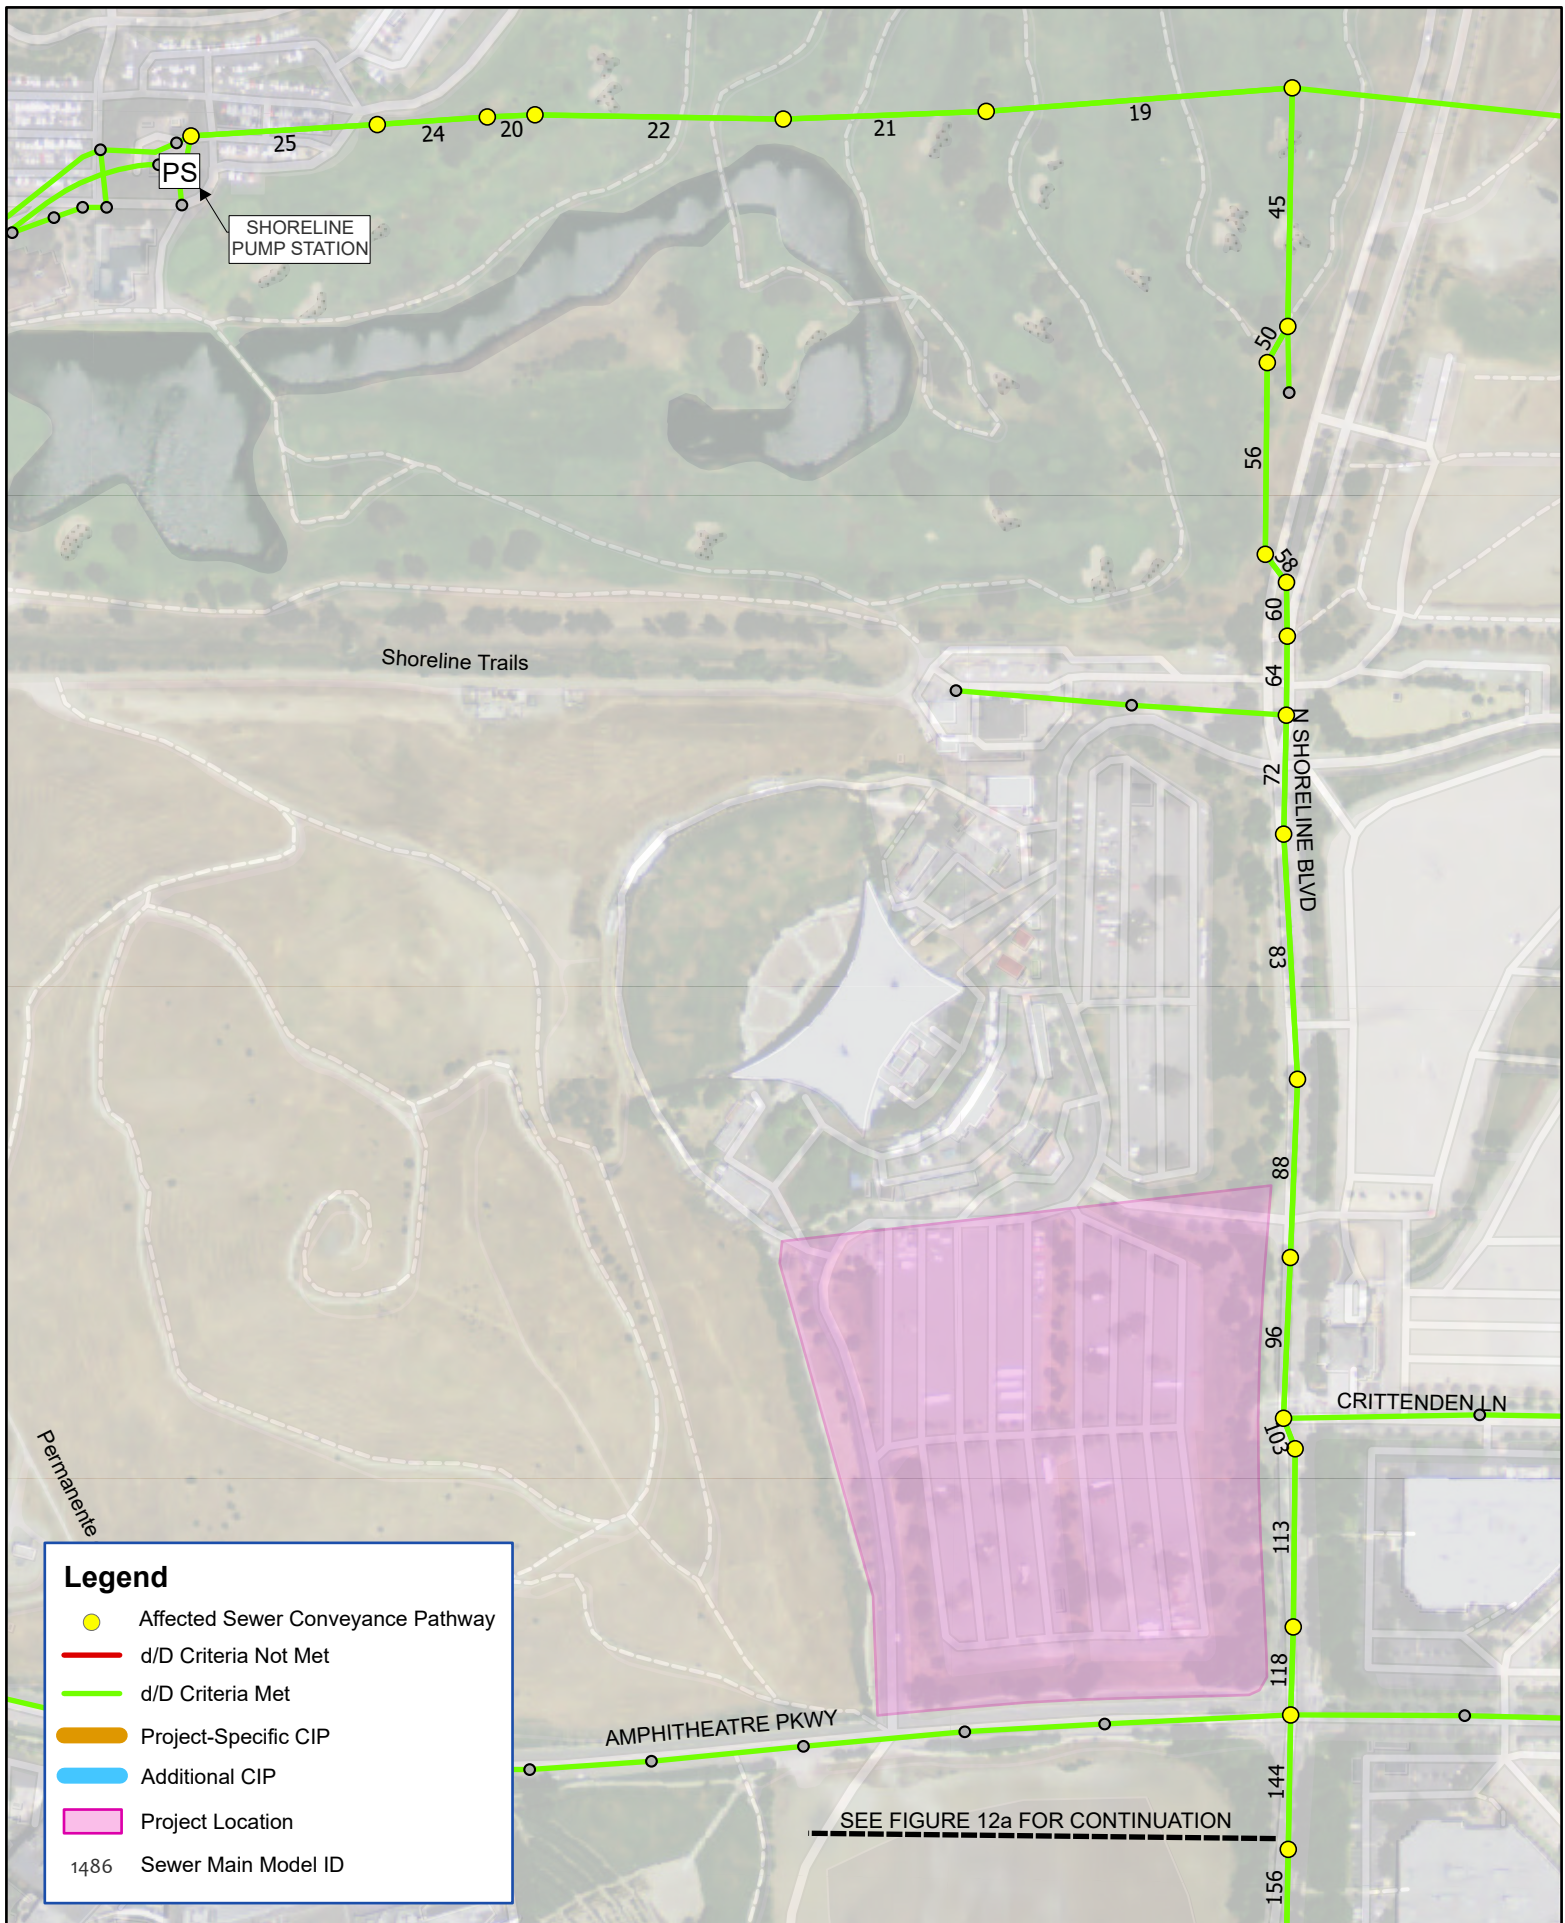 25
24
20
22
21
19
PS
SHORELINE
PUMP STATION
45
50
56
58
60
Shoreline Trails
64
N SHORELINE BLVD
72
83
88
96
CRITTENDEN LN
103
Permanente
113
118
AMPHITHEATRE PKWY
144
SEE FIGURE 12a FOR CONTINUATION
156
Legend
Affected Sewer Conveyance Pathway
d/D Criteria Not Met
d/D Criteria Met
Project-Specific CIP
Additional CIP
Project Location
1486 Sewer Main Model ID